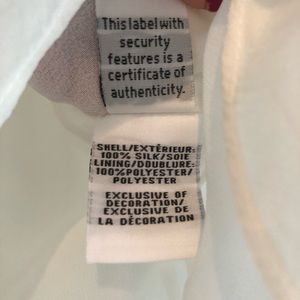 This label with
security
features is a
certificate of
authenticity.
SHELL/EXTÉRIEUR:
100% SILK/SOIE
LINING/DOUBLURE:
100%POLYESTER/
POLYESTER
EXCLUSIVE OF
DECORATION/
EXCLUSIVE DE
LA DÉCORATION